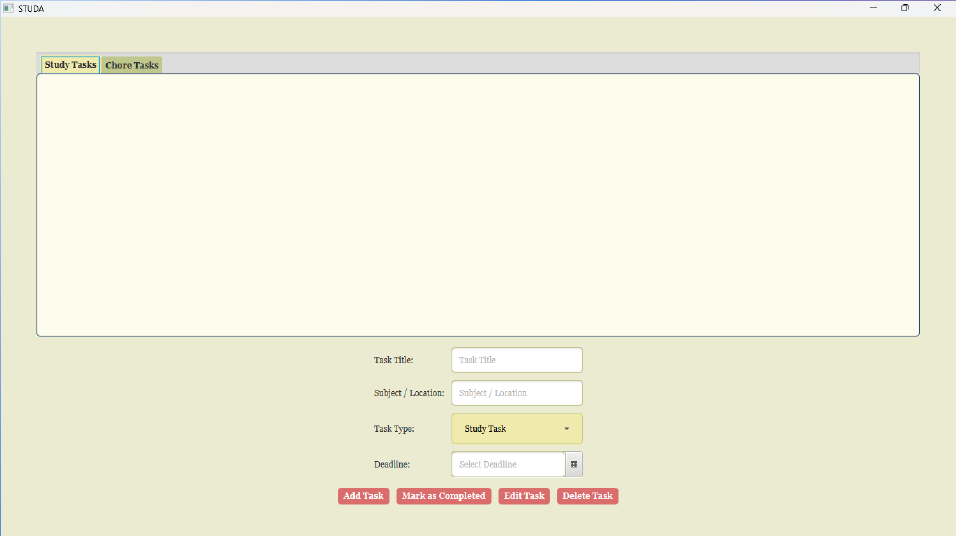 STUDA
Study Tasks Chore Tasks
Task Title: Task Title
Subject / Location: Subject / Location
Task Type: Study Task
Deadline: Select Deadline
Add Task Mark as Completed Edit Task Delete Task